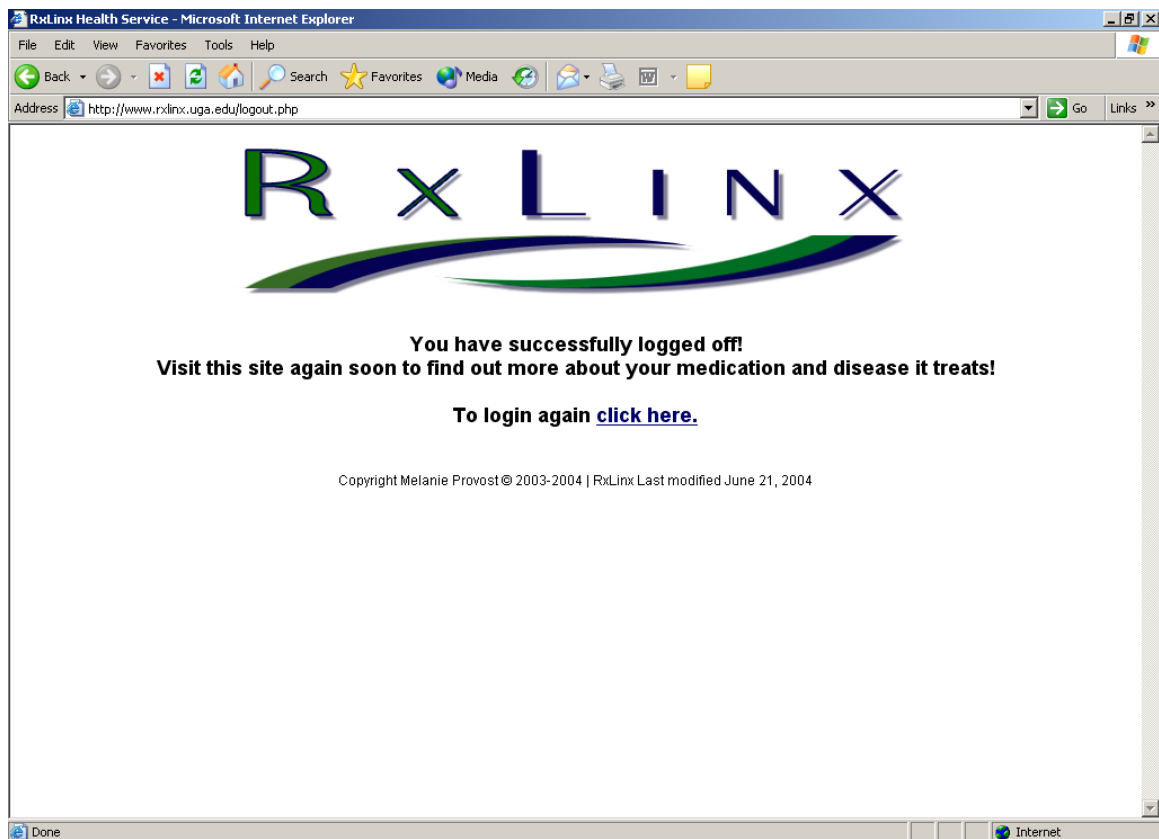 RxLinx Health Service - Microsoft Internet Explorer
File Edit View Favorites Tools Help
Back Search Favorites Media
Address http://www.rxlinx.uga.edu/logout.php Go Links »
RxLinx
You have successfully logged off!
Visit this site again soon to find out more about your medication and disease it treats!
To login again click here.
Copyright Melanie Provost © 2003-2004 | RxLinx Last modified June 21, 2004
Done Internet